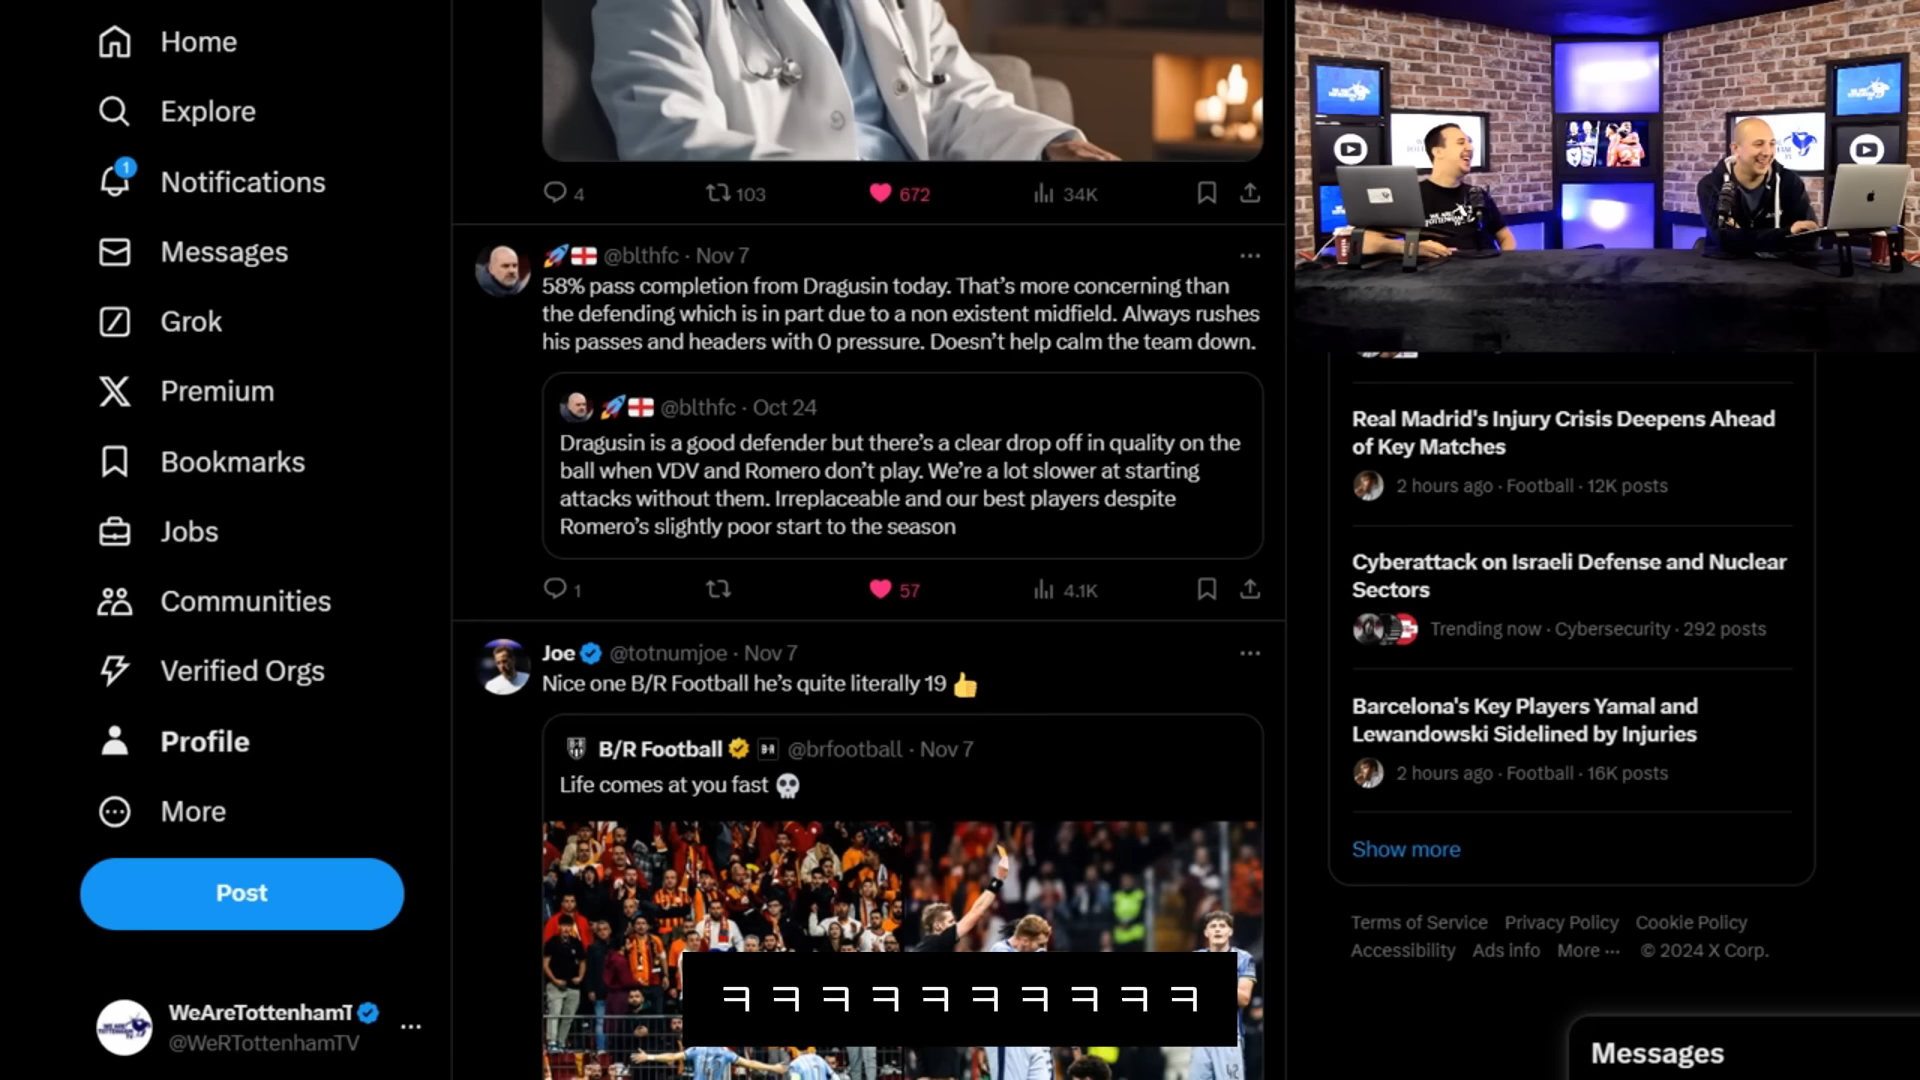 Home
Explore
1
Notifications
Messages
Grok
Premium
Bookmarks
Jobs
Communities
Verified Orgs
Profile
More
Post
WeAreTottenhamT
@WeRTottenhamTV
4
103
672
34K
@blthfc · Nov 7
58% pass completion from Dragusin today. That’s more concerning than
the defending which is in part due to a non existent midfield. Always rushes
his passes and headers with 0 pressure. Doesn’t help calm the team down.
@blthfc · Oct 24
Dragusin is a good defender but there’s a clear drop off in quality on the
ball when VDV and Romero don’t play. We’re a lot slower at starting
attacks without them. Irreplaceable and our best players despite
Romero’s slightly poor start to the season
1
57
4.1K
Joe @totnumjoe · Nov 7
Nice one B/R Football he’s quite literally 19 👍
B/R Football @brfootball · Nov 7
Life comes at you fast 💀
ㅋㅋㅋㅋㅋㅋㅋㅋㅋㅋ
WE ARE
TOTTENHAM
TV
Real Madrid's Injury Crisis Deepens Ahead
of Key Matches
2 hours ago · Football · 12K posts
Cyberattack on Israeli Defense and Nuclear
Sectors
Trending now · Cybersecurity · 292 posts
Barcelona's Key Players Yamal and
Lewandowski Sidelined by Injuries
2 hours ago · Football · 16K posts
Show more
Terms of Service Privacy Policy Cookie Policy
Accessibility Ads info More ··· © 2024 X Corp.
Messages